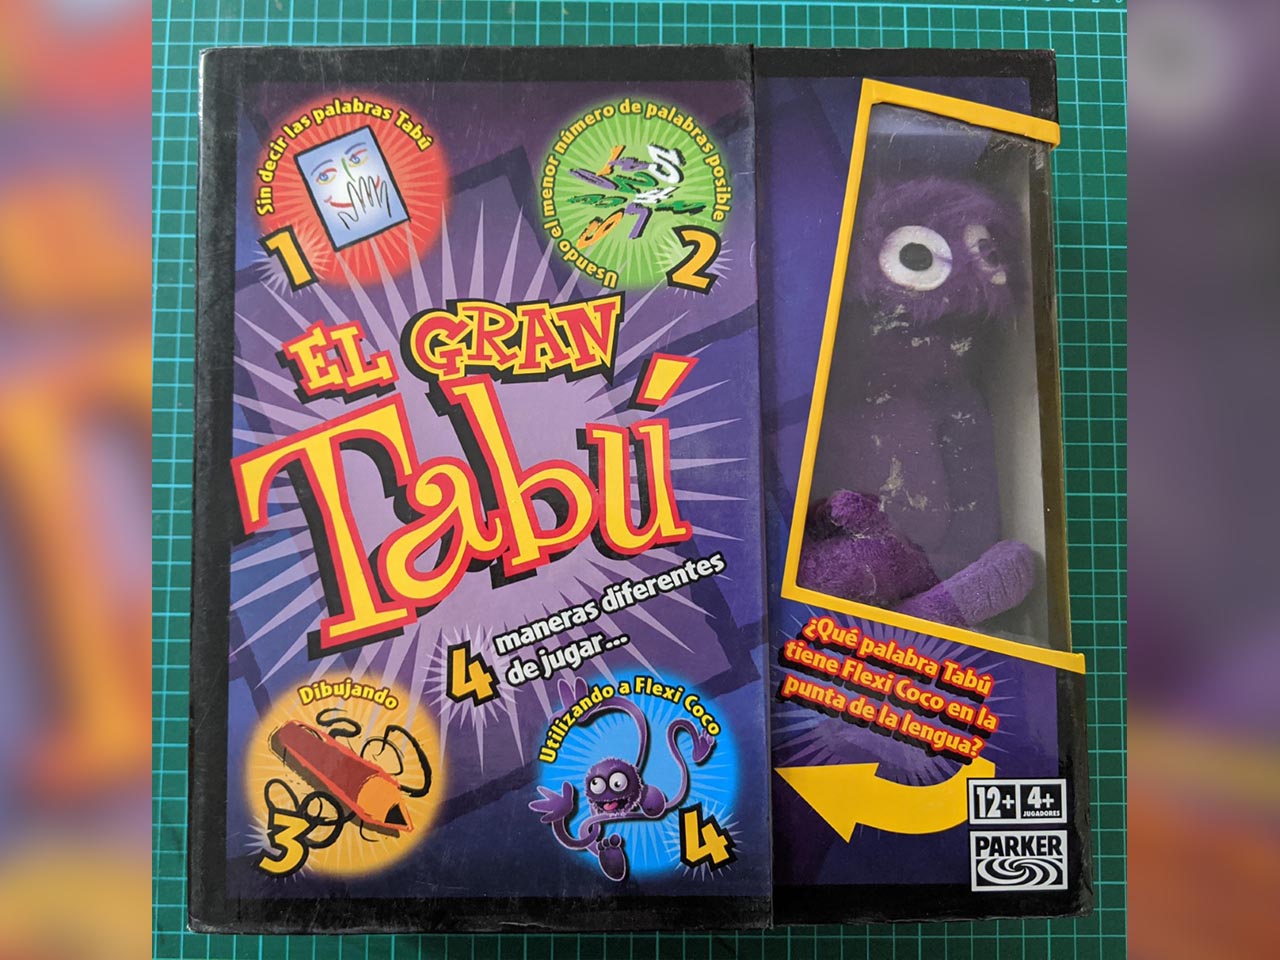 Sin decir las palabras Tabú
1
Usando el menor número de palabras posible
2
EL GRAN
Tabú
4 maneras diferentes
de jugar...
Dibujando
3
Utilizando a Flexi Coco
4
¿Qué palabra Tabú
tiene Flexi Coco en la
punta de la lengua?
12+
4+
JUGADORES
PARKER